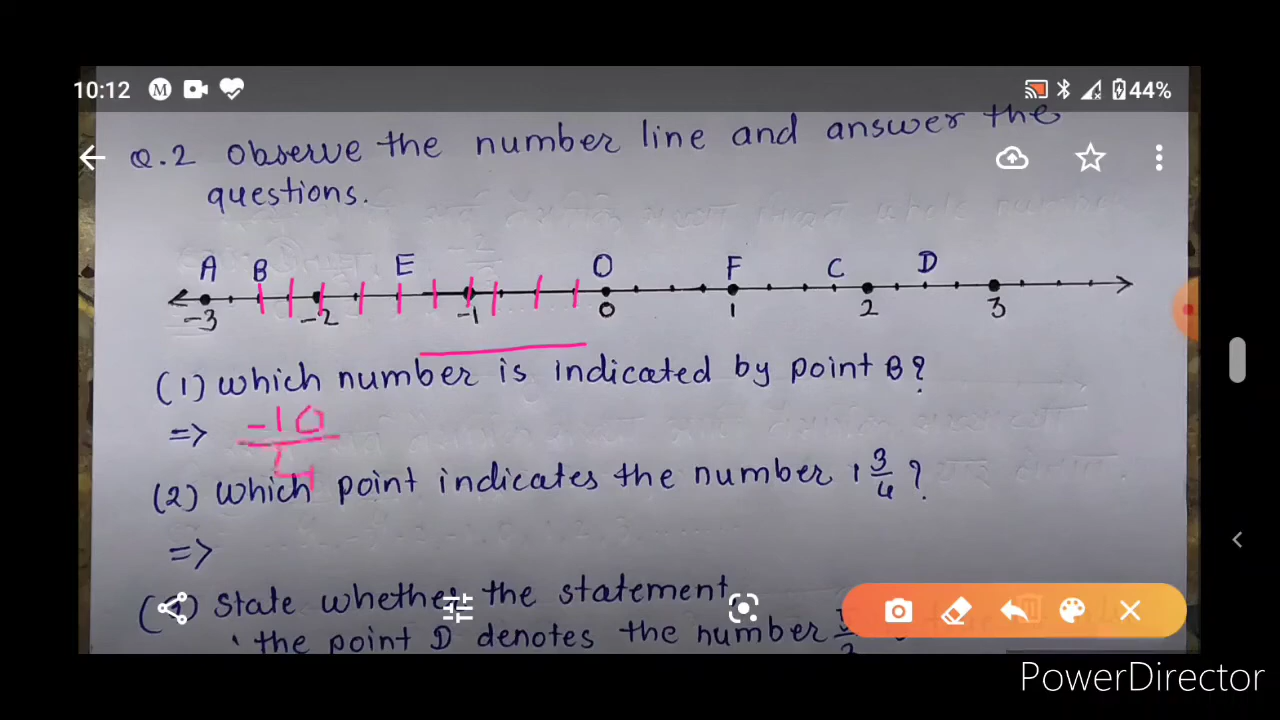 10:12
44%
Q.2 Observe the number line and answer the
questions.
A B E O F C D
-3 -2 -1 0 1 2 3
(1) which number is indicated by point B?
=> -10/4
(2) which point indicates the number 1 3/4 ?
=>
State whether the statement,
'the point D denotes the number
PowerDirector